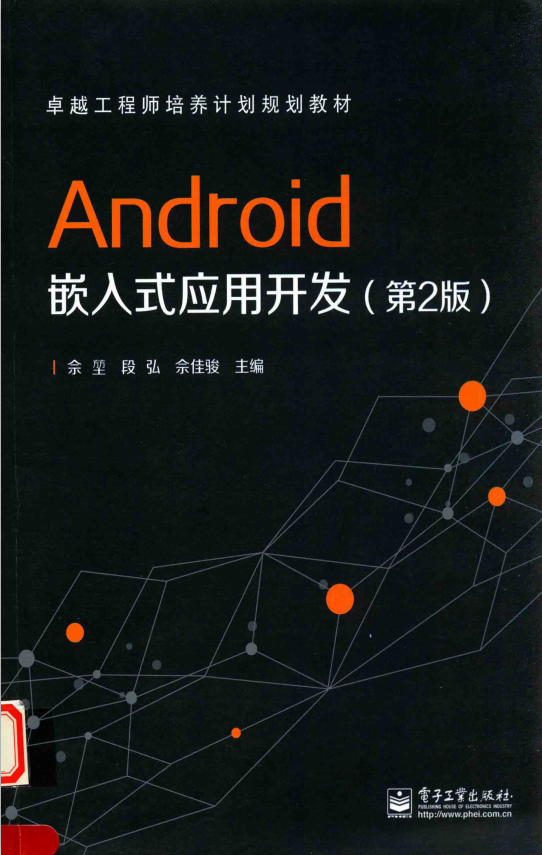 卓越工程师培养计划规划教材
Android
嵌入式应用开发（第2版）
佘 堃 段 弘 佘佳骏 主编
電子工業出版社·
PUBLISHING HOUSE OF ELECTRONICS INDUSTRY
http://www.phei.com.cn